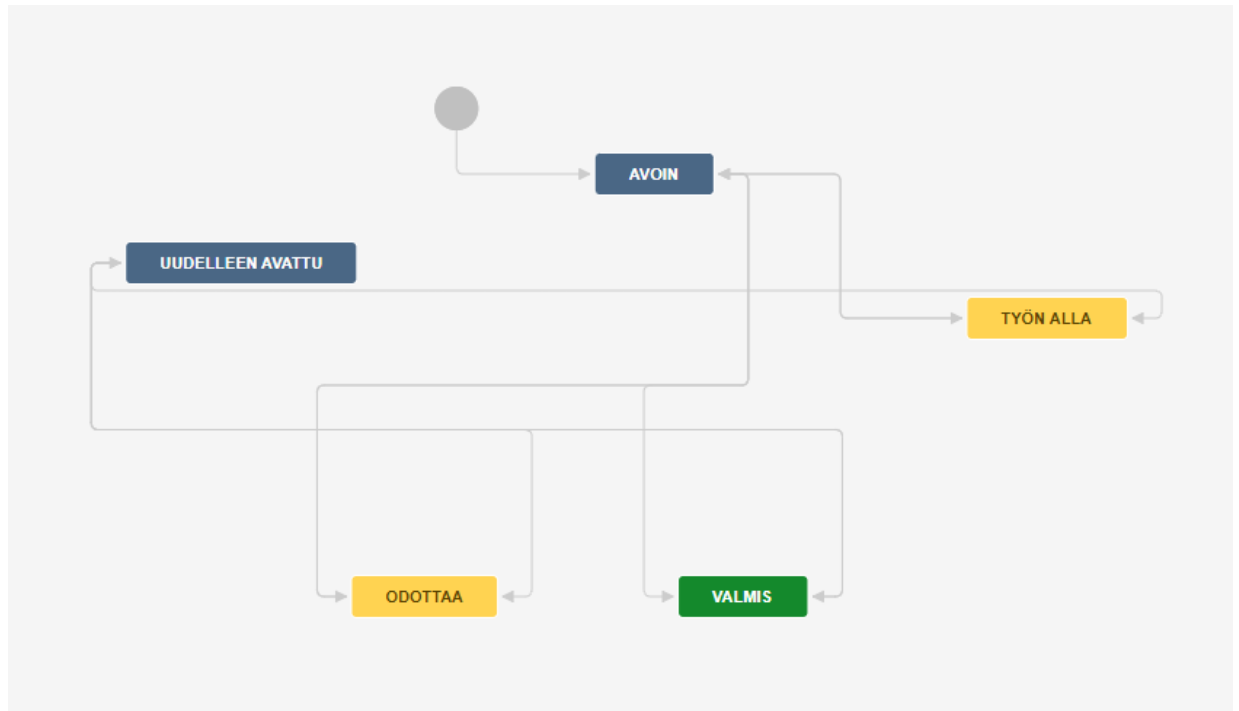 AVOIN
UUDELLEEN AVATTU
TYÖN ALLA
ODOTTAA
VALMIS